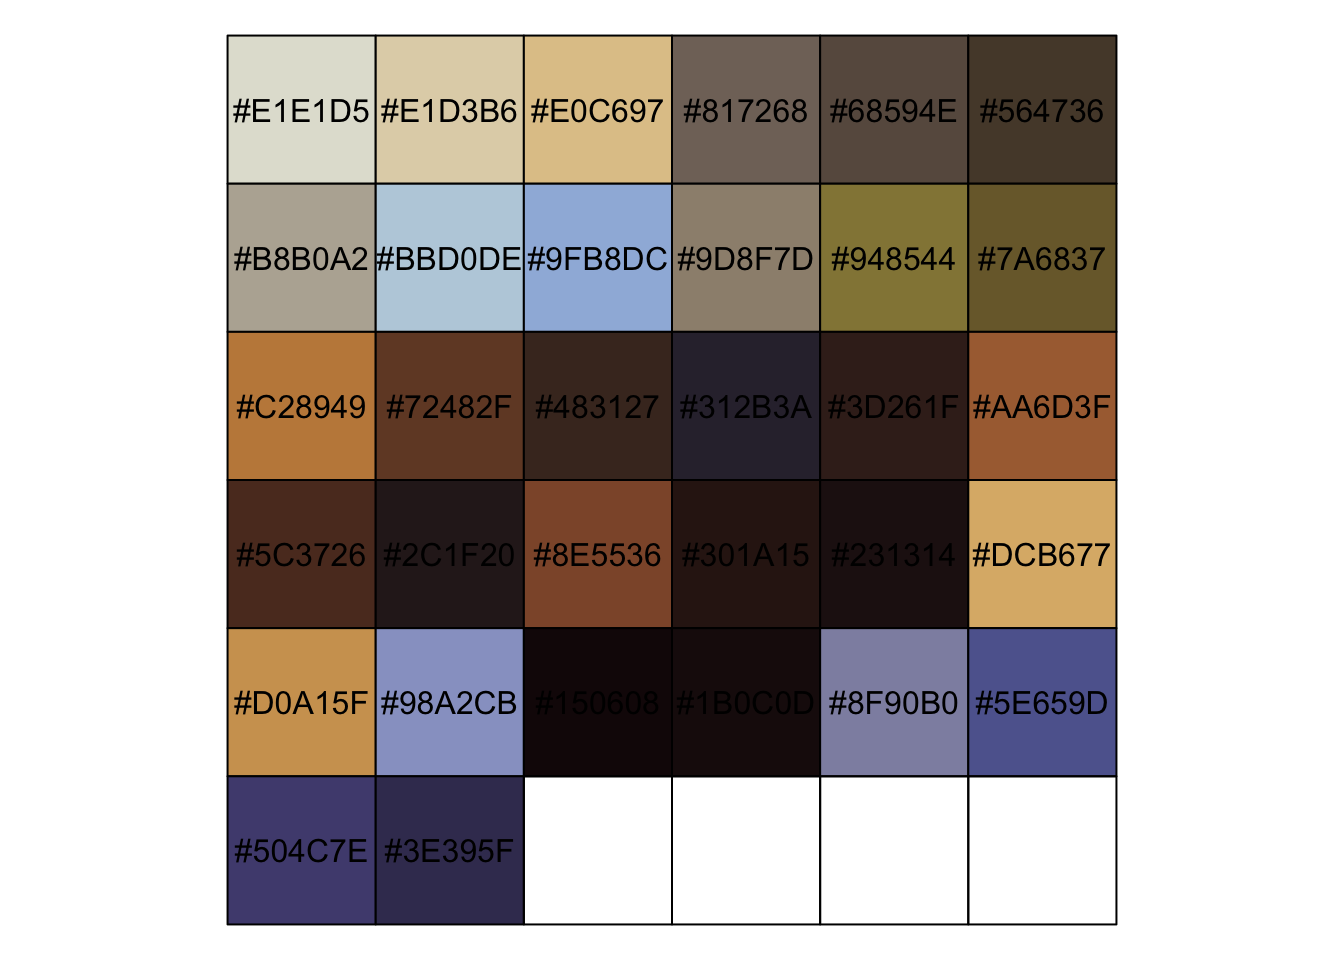 #E1E1D5 #E1D3B6 #E0C697 #817268 #68594E #564736
#B8B0A2 #BBD0DE #9FB8DC #9D8F7D #948544 #7A6837
#C28949 #72482F #483127 #312B3A #3D261F #AA6D3F
#5C3726 #2C1F20 #8E5536 #301A15 #231314 #DCB677
#D0A15F #98A2CB #150608 #1B0C0D #8F90B0 #5E659D
#504C7E #3E395F